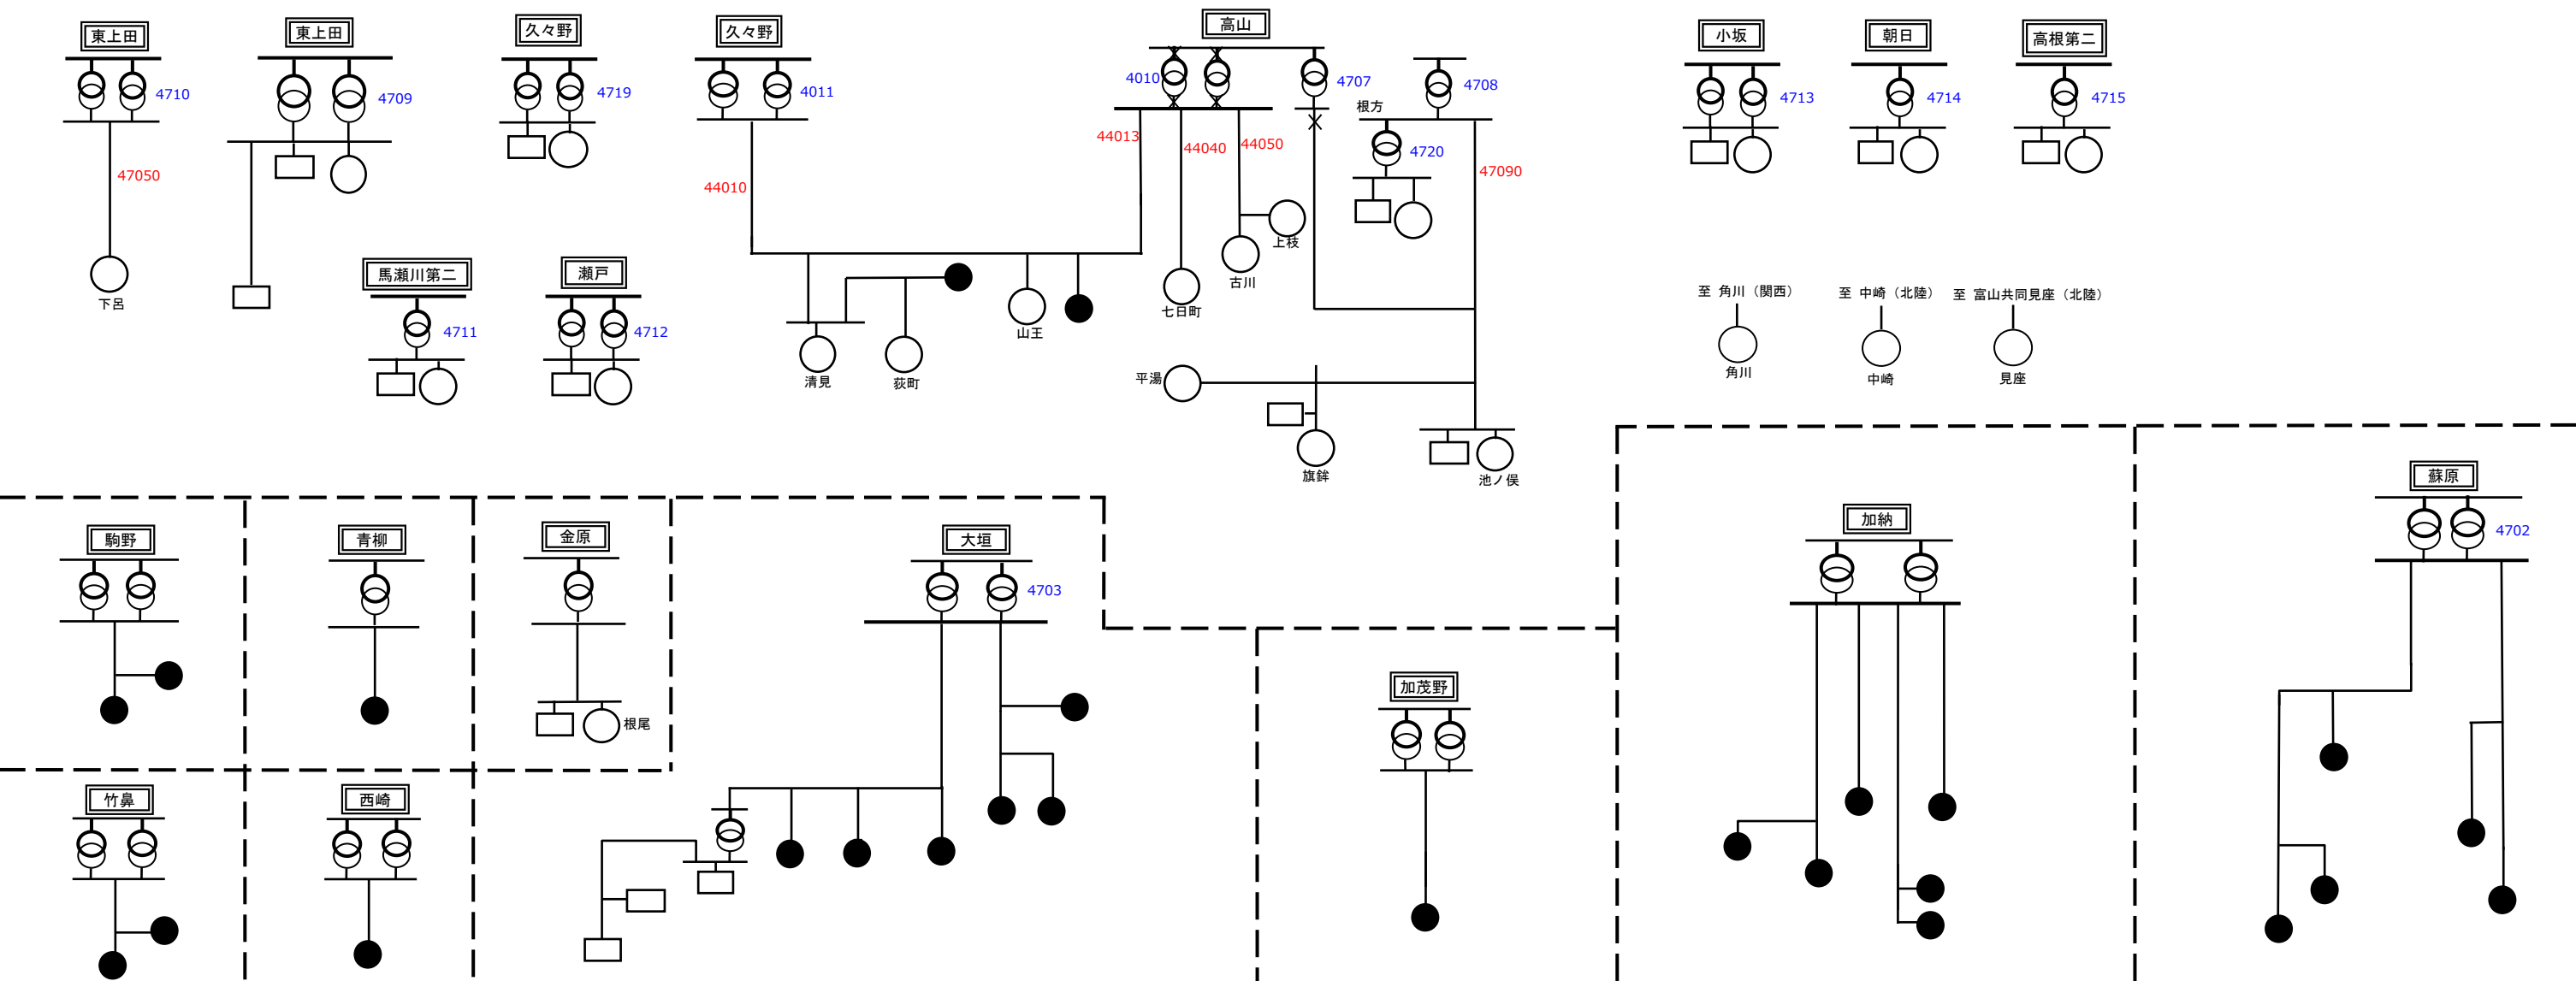 東上田
4710
47050
下呂
東上田
4709
久々野
4719
久々野
4011
44010
高山
4010
4707
4708
根方
4720
44013
44040
44050
47090
上枝
古川
七日町
小坂
4713
朝日
4714
高根第二
4715
馬瀬川第二
4711
瀬戸
4712
清見
荻町
山王
平湯
旗鉾
池ノ俣
至 角川（関西）
角川
至 中崎（北陸）
中崎
至 富山共同見座（北陸）
見座
駒野
青柳
金原
根尾
大垣
4703
加茂野
加納
蘇原
4702
竹鼻
西崎